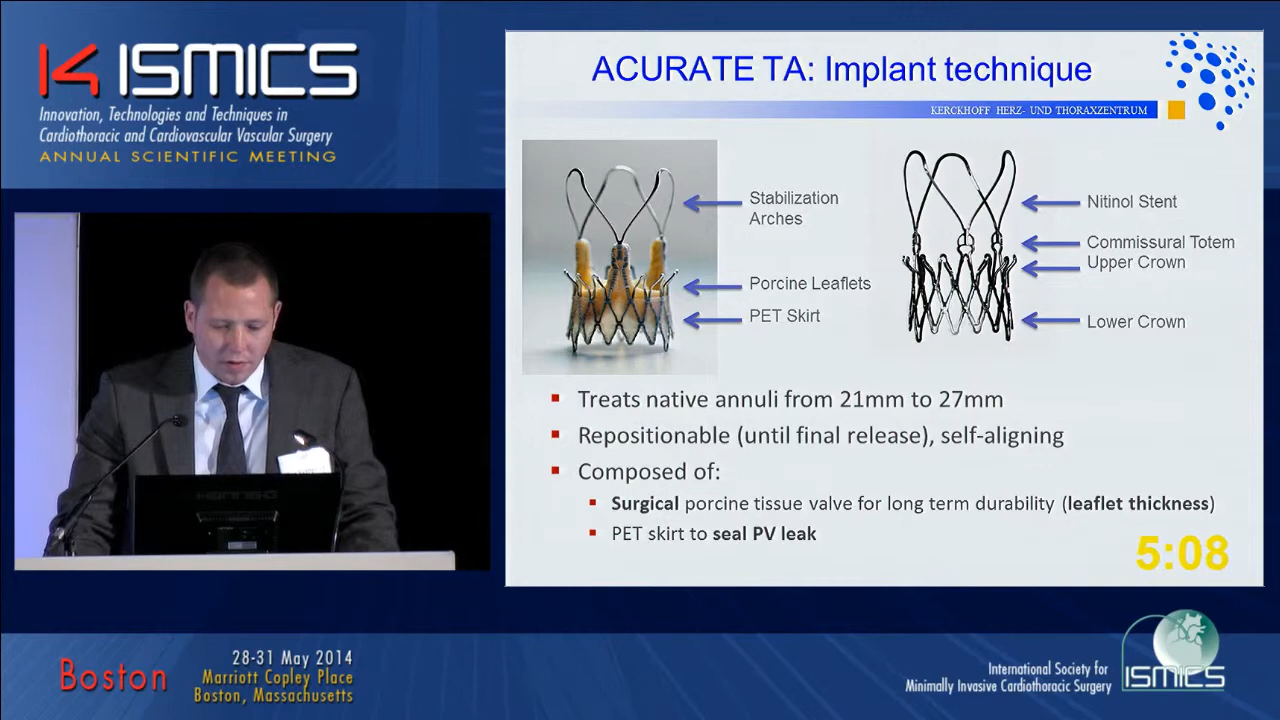 14 ISMICS
Innovation, Technologies and Techniques in
Cardiothoracic and Cardiovascular Vascular Surgery
ANNUAL SCIENTIFIC MEETING
ACURATE TA: Implant technique
KERCKHOFF HERZ- UND THORAXZENTRUM
Stabilization
Arches
Porcine Leaflets
PET Skirt
Nitinol Stent
Commissural Totem
Upper Crown
Lower Crown
▪ Treats native annuli from 21mm to 27mm
▪ Repositionable (until final release), self-aligning
▪ Composed of:
▪ Surgical porcine tissue valve for long term durability (leaflet thickness)
▪ PET skirt to seal PV leak
5:08
Boston
28-31 May 2014
Marriott Copley Place
Boston, Massachusetts
International Society for
Minimally Invasive Cardiothoracic Surgery
ISMICS